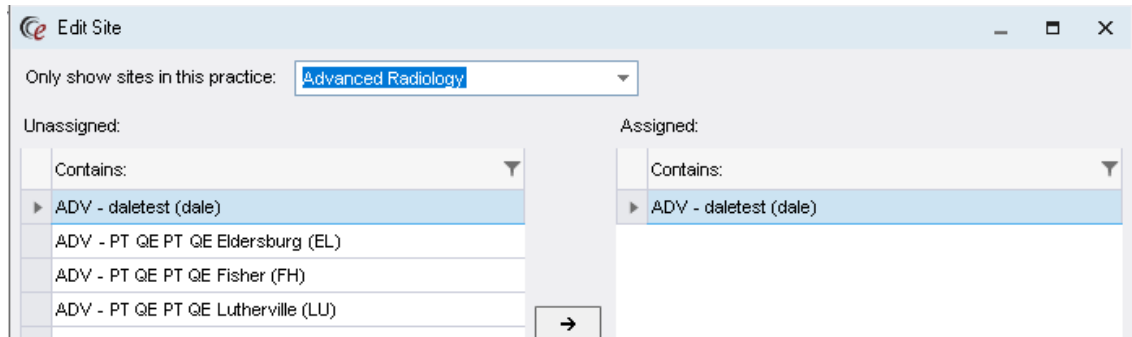 Edit Site
Only show sites in this practice: Advanced Radiology
Unassigned:
Assigned:
Contains:
Contains:
ADV - daletest (dale)
ADV - daletest (dale)
ADV - PT QE PT QE Eldersburg (EL)
ADV - PT QE PT QE Fisher (FH)
ADV - PT QE PT QE Lutherville (LU)